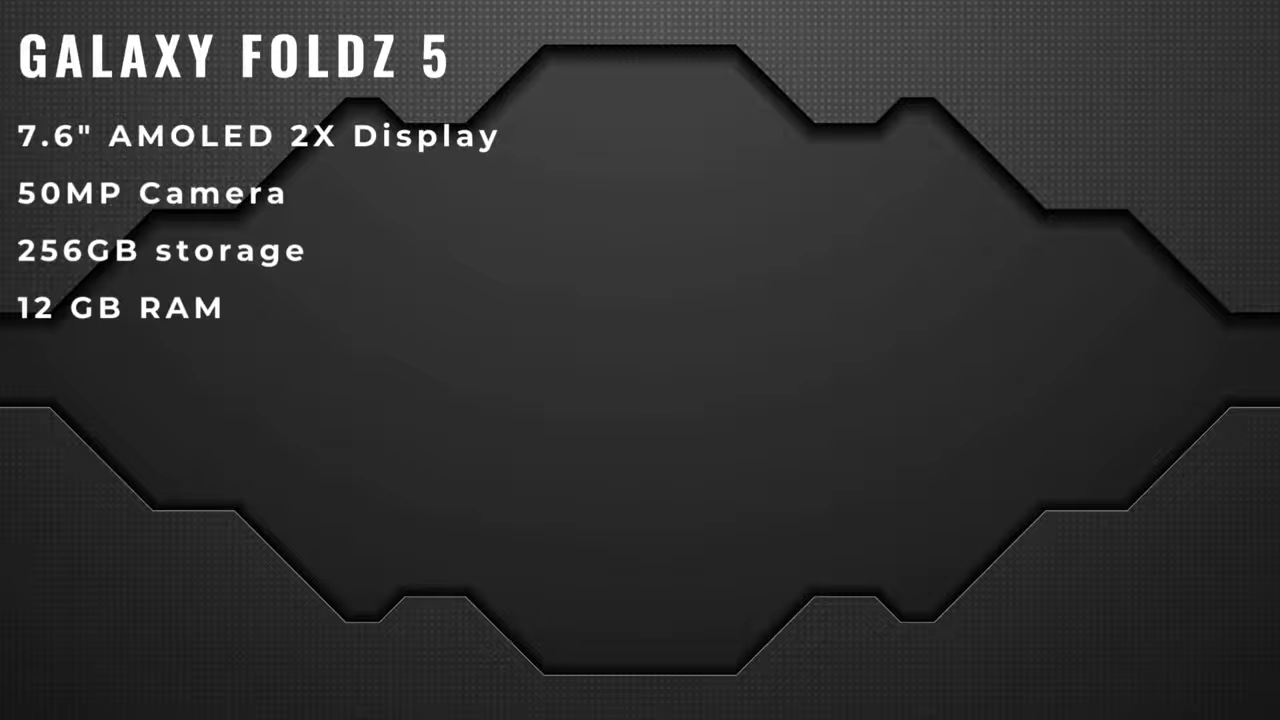 GALAXY FOLDZ 5
7.6" AMOLED 2X Display
50MP Camera
256GB storage
12 GB RAM